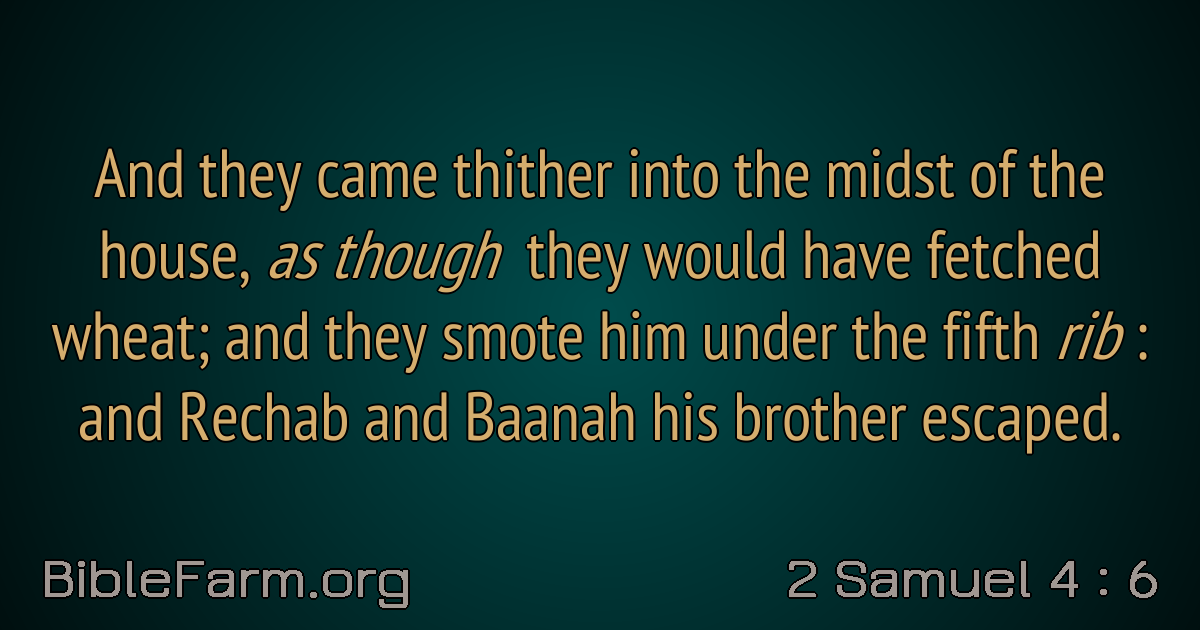 And they came thither into the midst of the
house, as though they would have fetched
wheat; and they smote him under the fifth rib :
and Rechab and Baanah his brother escaped.
BibleFarm.org
2 Samuel 4 : 6